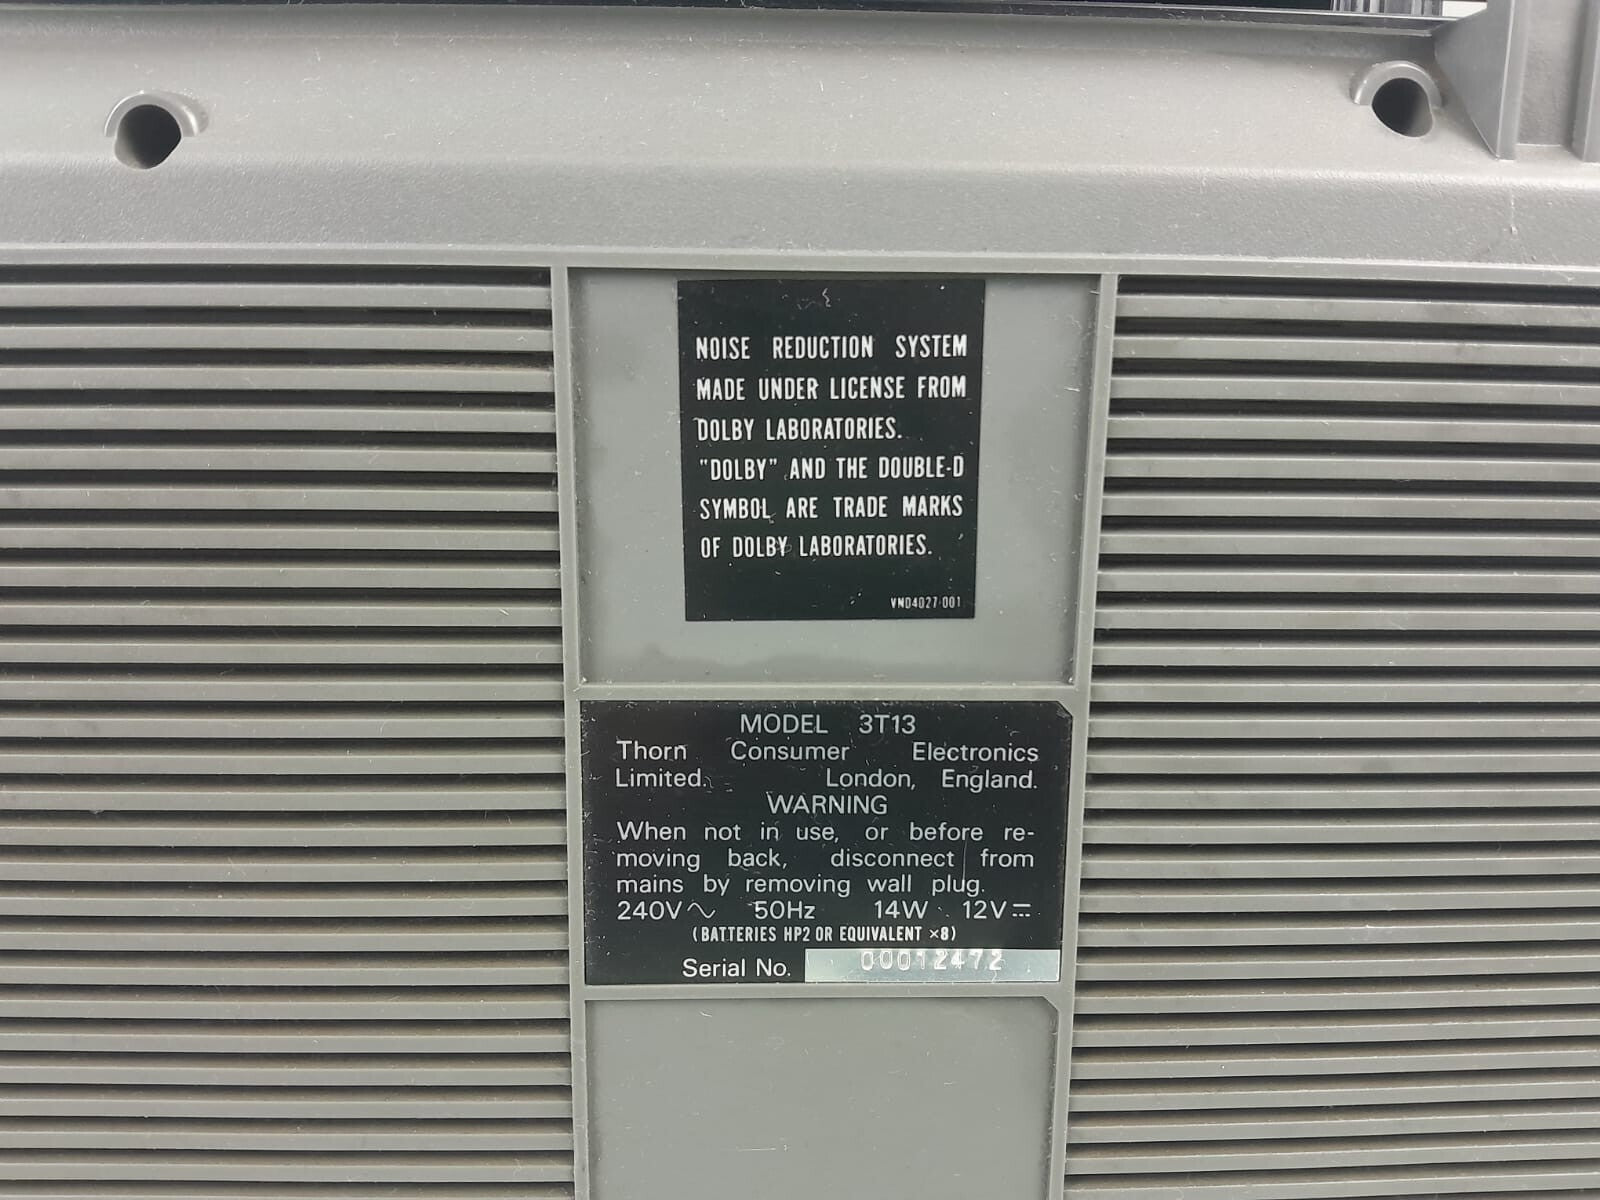 NOISE REDUCTION SYSTEM
MADE UNDER LICENSE FROM
DOLBY LABORATORIES.
"DOLBY" AND THE DOUBLE-D
SYMBOL ARE TRADE MARKS
OF DOLBY LABORATORIES.
VND4027-001
MODEL 3T13
Thorn Consumer Electronics
Limited. London, England.
WARNING
When not in use, or before re-
moving back, disconnect from
mains by removing wall plug.
240V∿ 50Hz 14W 12V⎓
(BATTERIES HP2 OR EQUIVALENT ×8)
Serial No. 00012472